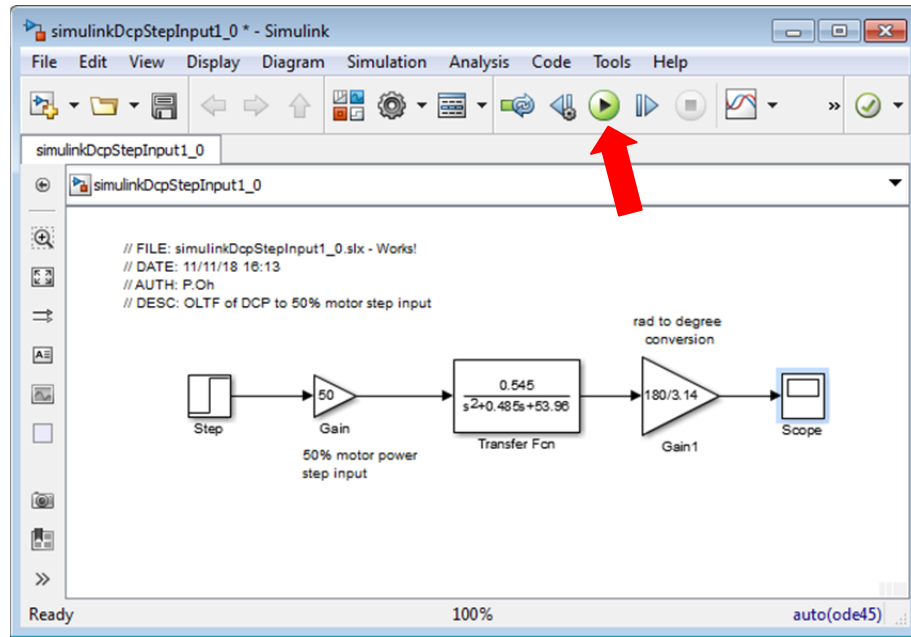 simulinkDcpStepInput1_0 * - Simulink
File Edit View Display Diagram Simulation Analysis Code Tools Help
simulinkDcpStepInput1_0
simulinkDcpStepInput1_0
// FILE: simulinkDcpStepInput1_0.slx - Works!
// DATE: 11/11/18 16:13
// AUTH: P.Oh
// DESC: OLTF of DCP to 50% motor step input
rad to degree
conversion
50
0.545
s2+0.485s+53.96
180/3.14
Step
Gain
Transfer Fcn
Gain1
Scope
50% motor power
step input
Ready 100% auto(ode45)